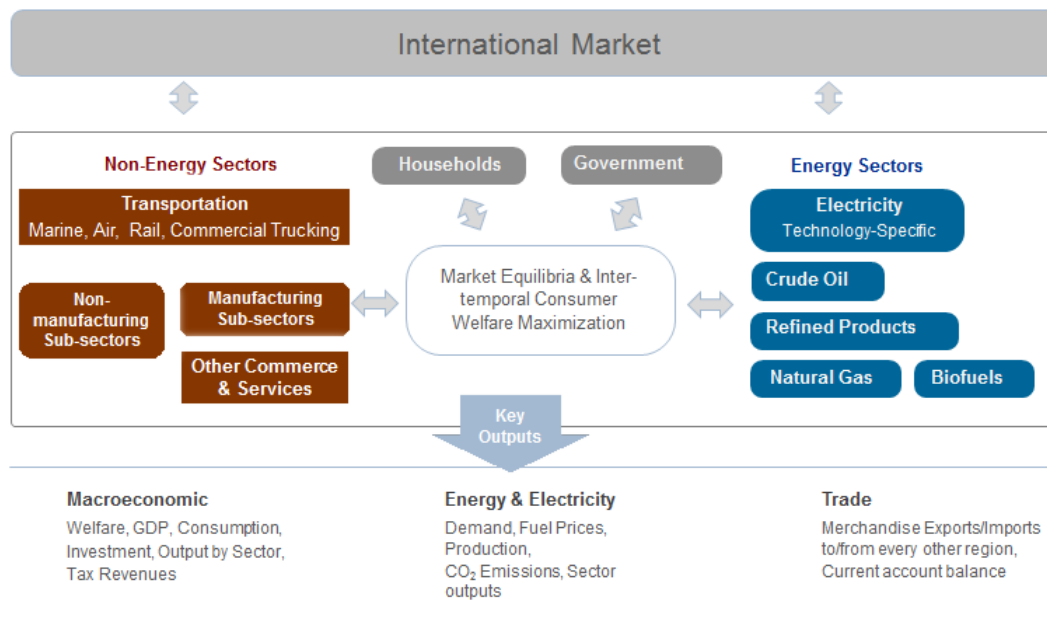 International Market
Non-Energy Sectors
Households
Government
Energy Sectors
Transportation
Marine, Air, Rail, Commercial Trucking
Electricity
Technology-Specific
Market Equilibria & Inter-
temporal Consumer
Welfare Maximization
Non-
manufacturing
Sub-sectors
Manufacturing
Sub-sectors
Other Commerce
& Services
Crude Oil
Refined Products
Natural Gas
Biofuels
Key
Outputs
Macroeconomic
Welfare, GDP, Consumption,
Investment, Output by Sector,
Tax Revenues
Energy & Electricity
Demand, Fuel Prices,
Production,
CO₂ Emissions, Sector
outputs
Trade
Merchandise Exports/Imports
to/from every other region,
Current account balance